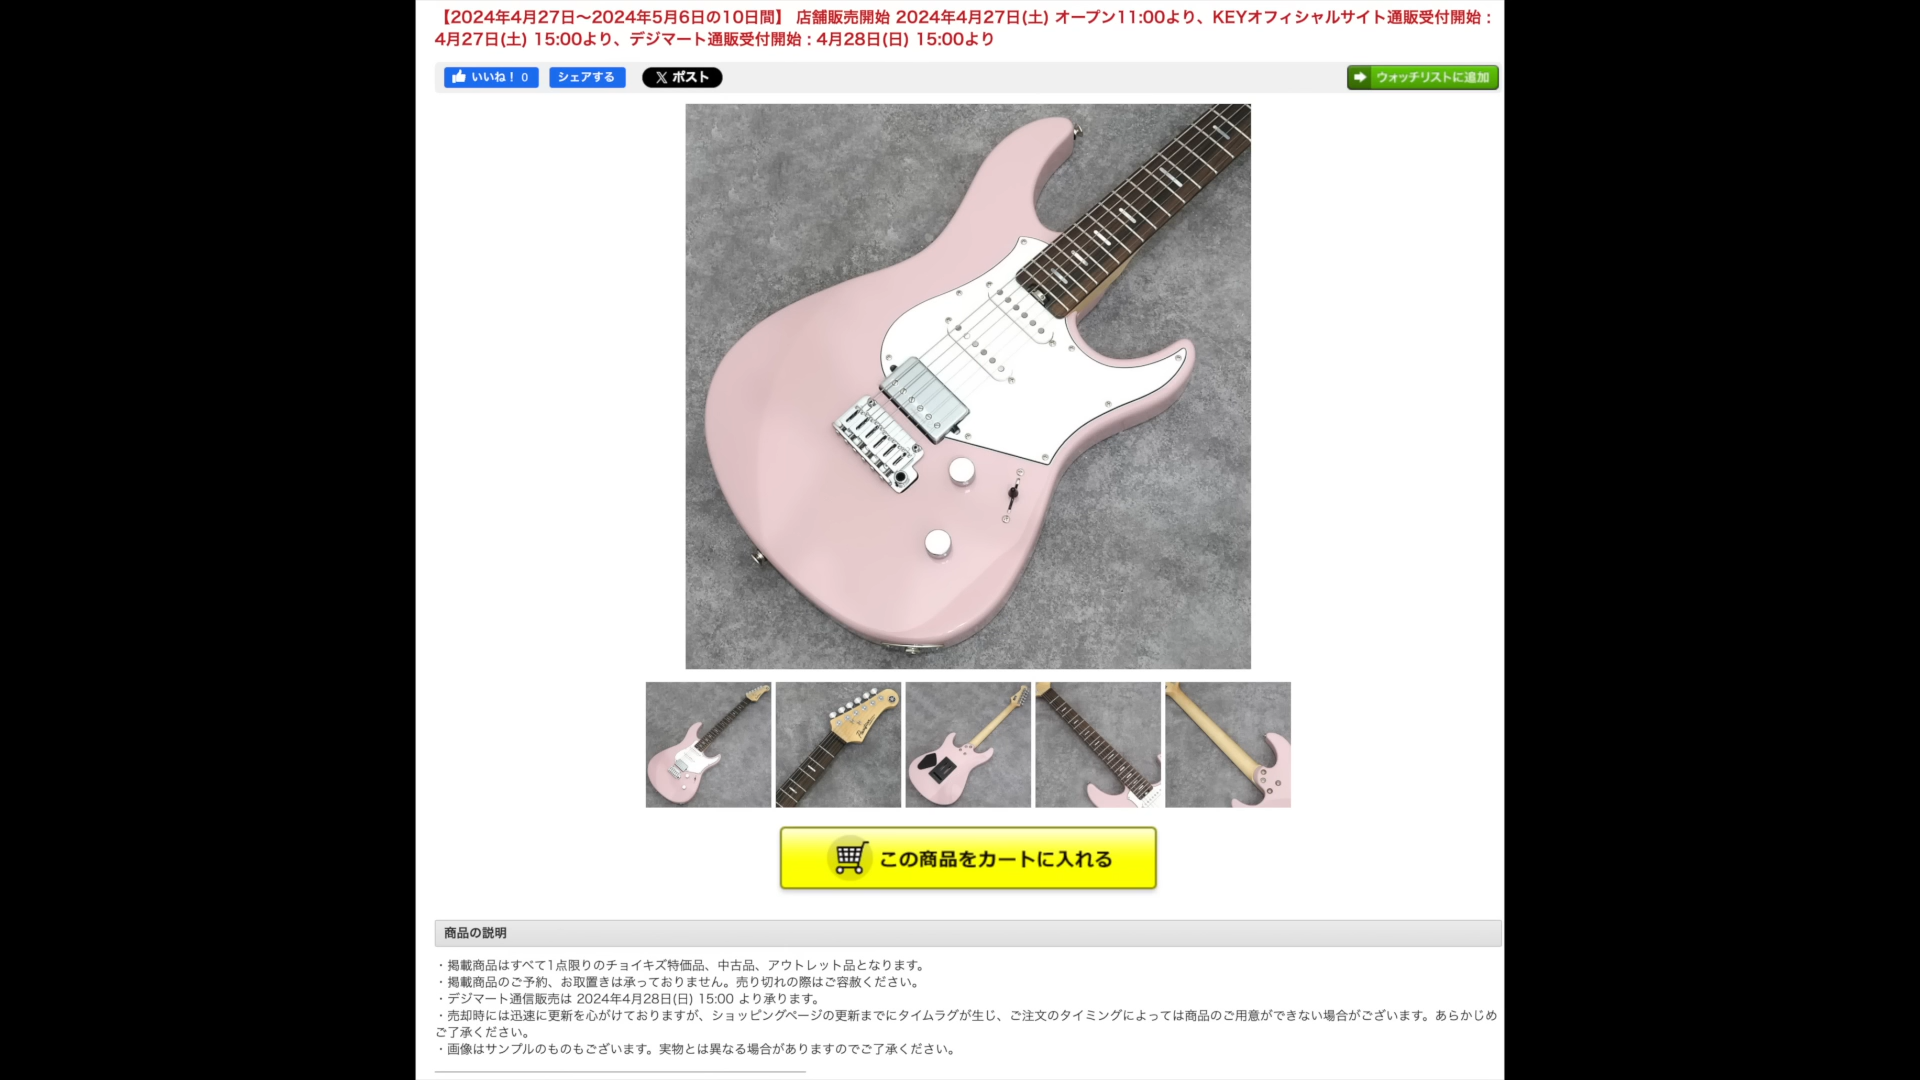 【2024年4月27日～2024年5月6日の10日間】 店舗販売開始 2024年4月27日(土) オープン11:00より、KEYオフィシャルサイト通販受付開始：
4月27日(土) 15:00より、デジマート通販受付開始：4月28日(日) 15:00より
いいね！ 0 シェアする ポスト ウォッチリストに追加
この商品をカートに入れる
商品の説明
・掲載商品はすべて1点限りのチョイキズ特価品、中古品、アウトレット品となります。
・掲載商品のご予約、お取置きは承っておりません。売り切れの際はご容赦ください。
・デジマート通信販売は 2024年4月28日(日) 15:00 より承ります。
・売却時には迅速に更新を心がけておりますが、ショッピングページの更新までにタイムラグが生じ、ご注文のタイミングによっては商品のご用意ができない場合がございます。あらかじめ
ご了承ください。
・画像はサンプルのものもございます。実物とは異なる場合がありますのでご了承ください。